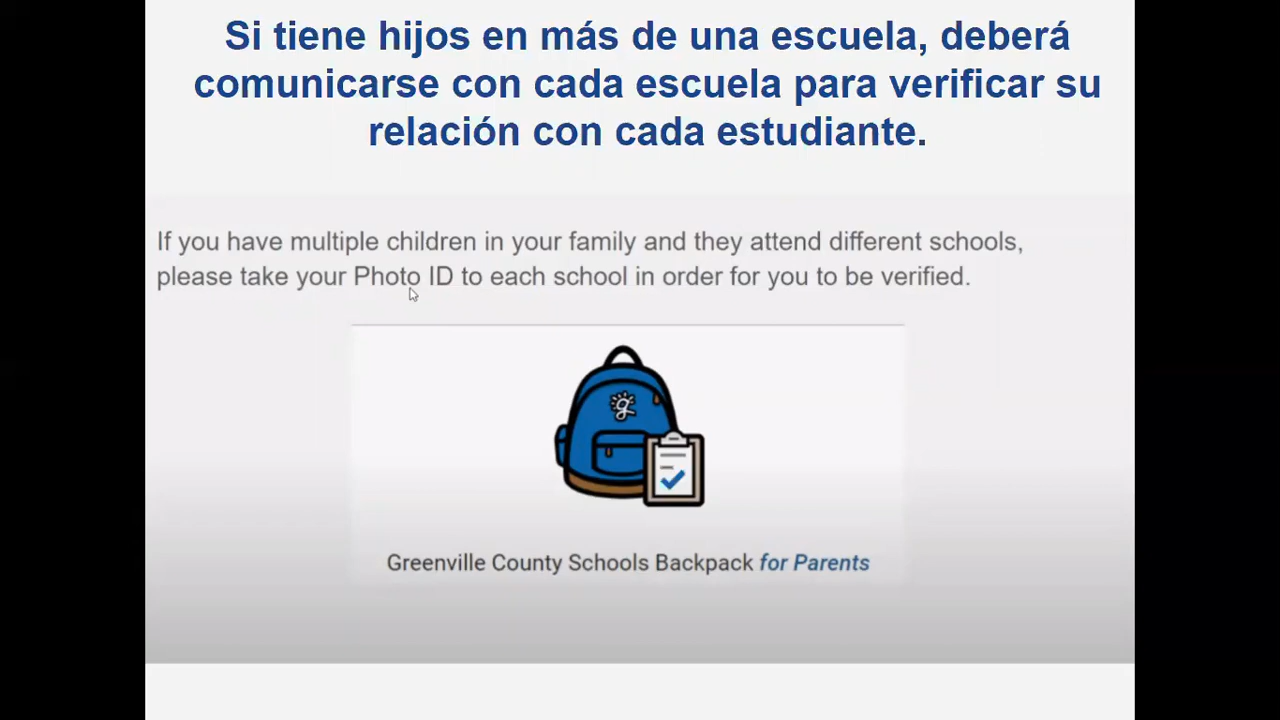 Si tiene hijos en más de una escuela, deberá
comunicarse con cada escuela para verificar su
relación con cada estudiante.
If you have multiple children in your family and they attend different schools,
please take your Photo ID to each school in order for you to be verified.
g
Greenville County Schools Backpack for Parents